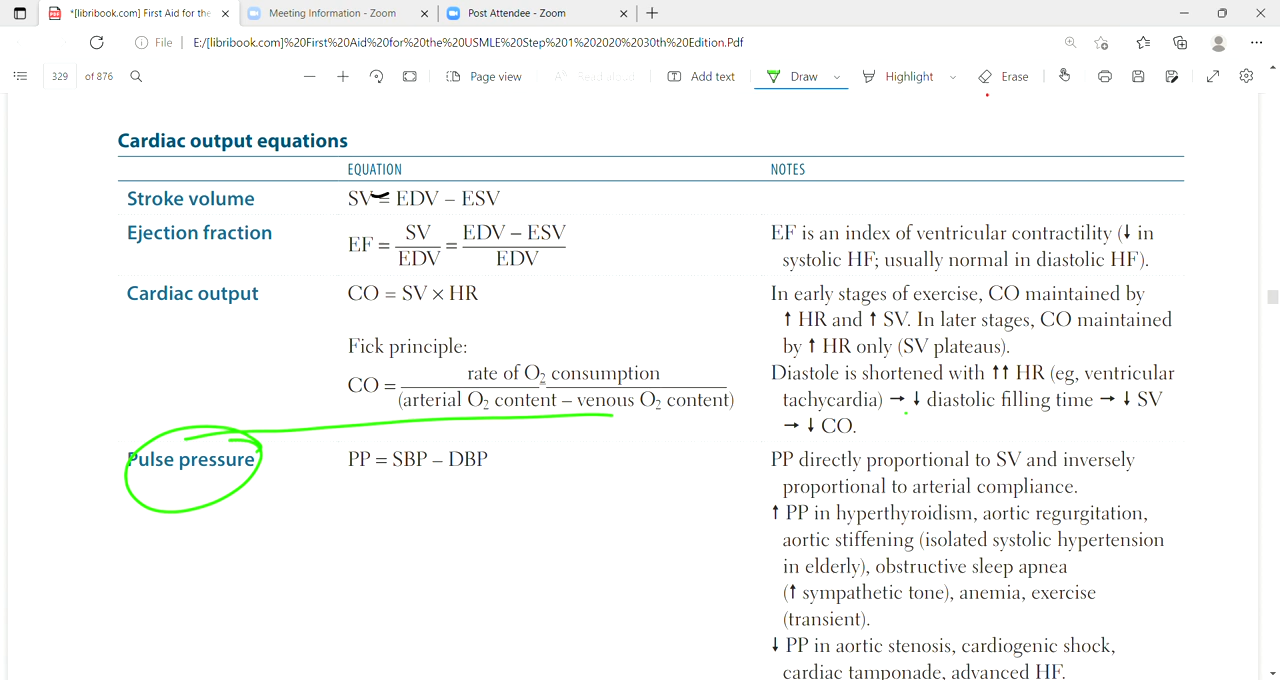 *[libribook.com] First Aid for the
Meeting Information - Zoom
Post Attendee - Zoom
File
E:/[libribook.com]%20First%20Aid%20for%20the%20USMLE%20Step%201%202020%2030th%20Edition.Pdf
329 of 876
Page view
Read aloud
Add text
Draw
Highlight
Erase
Cardiac output equations
EQUATION NOTES
Stroke volume SV = EDV – ESV
Ejection fraction EF = SV/EDV = EDV – ESV/EDV
EF is an index of ventricular contractility (↓ in
systolic HF; usually normal in diastolic HF).
Cardiac output CO = SV × HR
Fick principle:
CO = rate of O₂ consumption/(arterial O₂ content – venous O₂ content)
In early stages of exercise, CO maintained by
↑ HR and ↑ SV. In later stages, CO maintained
by ↑ HR only (SV plateaus).
Diastole is shortened with ↑↑ HR (eg, ventricular
tachycardia) → ↓ diastolic filling time → ↓ SV
→ ↓ CO.
Pulse pressure PP = SBP – DBP
PP directly proportional to SV and inversely
proportional to arterial compliance.
↑ PP in hyperthyroidism, aortic regurgitation,
aortic stiffening (isolated systolic hypertension
in elderly), obstructive sleep apnea
(↑ sympathetic tone), anemia, exercise
(transient).
↓ PP in aortic stenosis, cardiogenic shock,
cardiac tamponade, advanced HF.